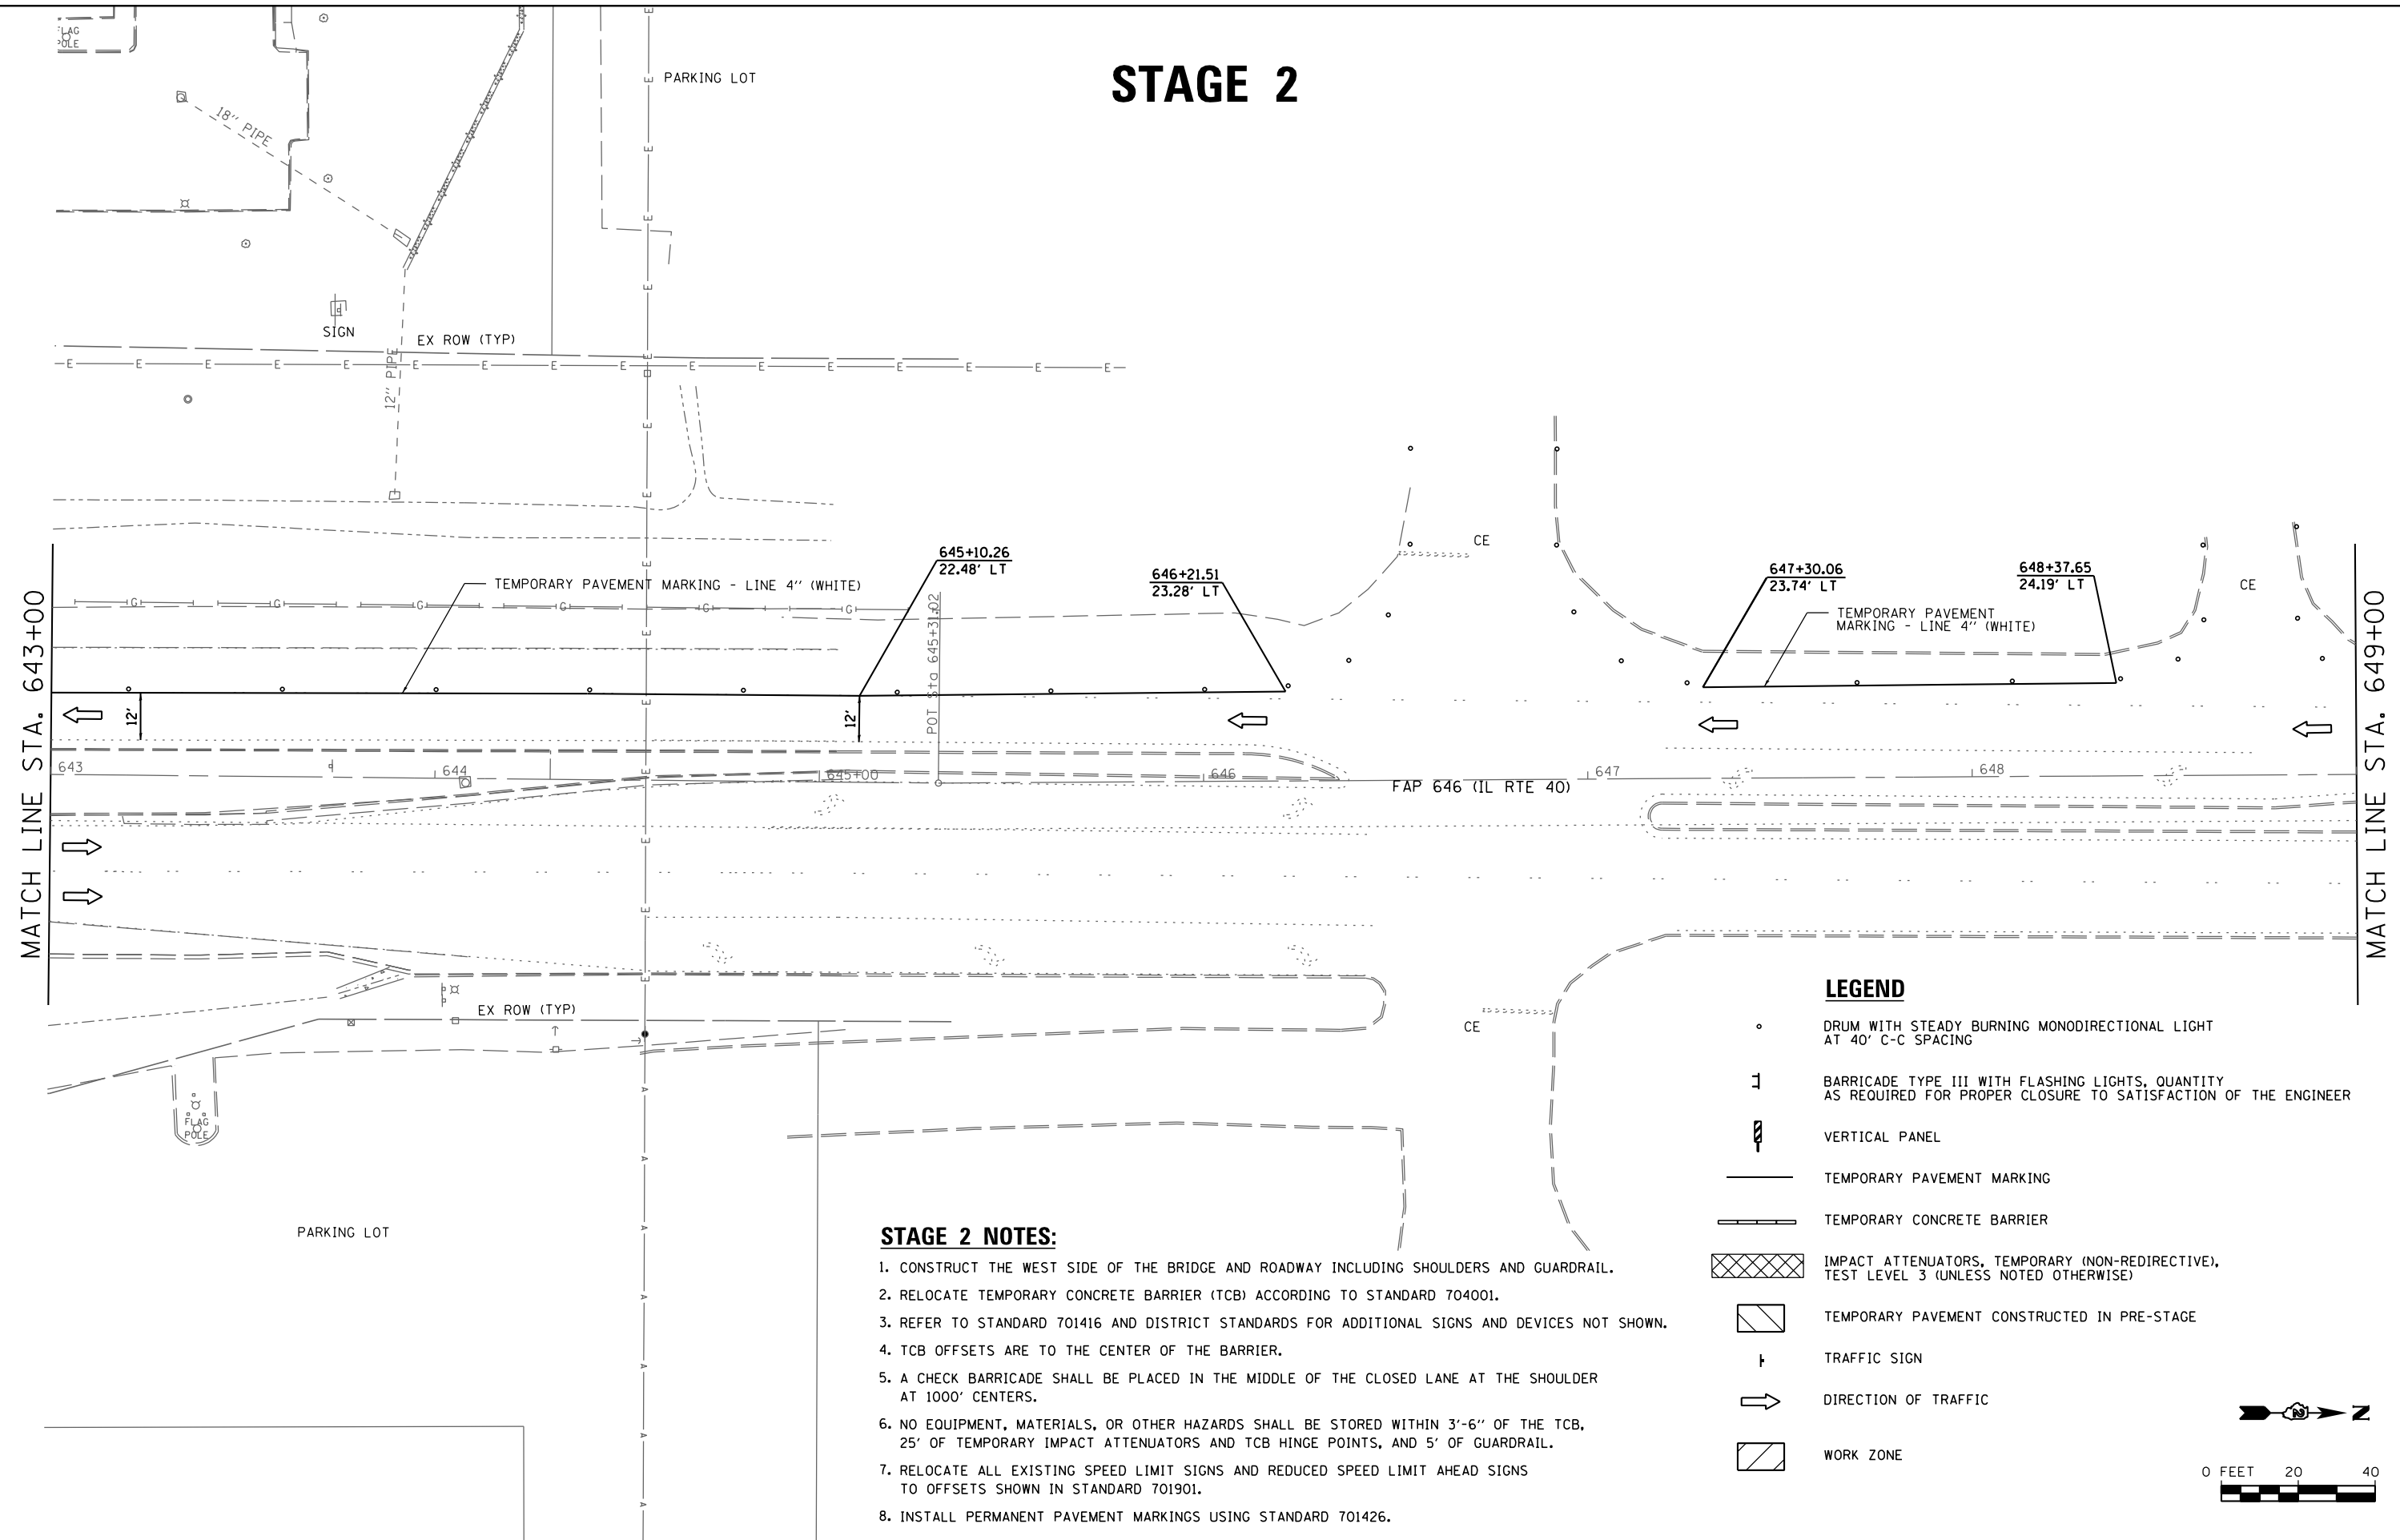 STAGE 2
FLAG
POLE
PARKING LOT
18" PIPE
SIGN
EX ROW (TYP)
12" PIPE
CE
645+10.26
22.48' LT
646+21.51
23.28' LT
647+30.06
23.74' LT
648+37.65
24.19' LT
CE
TEMPORARY PAVEMENT MARKING - LINE 4" (WHITE)
TEMPORARY PAVEMENT
MARKING - LINE 4" (WHITE)
MATCH LINE STA. 643+00
MATCH LINE STA. 649+00
POT Sta 645+31.02
12'
12'
643
644
645+00
646
647
648
FAP 646 (IL RTE 40)
EX ROW (TYP)
CE
FLAG
POLE
PARKING LOT
STAGE 2 NOTES:
1. CONSTRUCT THE WEST SIDE OF THE BRIDGE AND ROADWAY INCLUDING SHOULDERS AND GUARDRAIL.
2. RELOCATE TEMPORARY CONCRETE BARRIER (TCB) ACCORDING TO STANDARD 704001.
3. REFER TO STANDARD 701416 AND DISTRICT STANDARDS FOR ADDITIONAL SIGNS AND DEVICES NOT SHOWN.
4. TCB OFFSETS ARE TO THE CENTER OF THE BARRIER.
5. A CHECK BARRICADE SHALL BE PLACED IN THE MIDDLE OF THE CLOSED LANE AT THE SHOULDER
AT 1000' CENTERS.
6. NO EQUIPMENT, MATERIALS, OR OTHER HAZARDS SHALL BE STORED WITHIN 3'-6" OF THE TCB,
25' OF TEMPORARY IMPACT ATTENUATORS AND TCB HINGE POINTS, AND 5' OF GUARDRAIL.
7. RELOCATE ALL EXISTING SPEED LIMIT SIGNS AND REDUCED SPEED LIMIT AHEAD SIGNS
TO OFFSETS SHOWN IN STANDARD 701901.
8. INSTALL PERMANENT PAVEMENT MARKINGS USING STANDARD 701426.
LEGEND
DRUM WITH STEADY BURNING MONODIRECTIONAL LIGHT
AT 40' C-C SPACING
BARRICADE TYPE III WITH FLASHING LIGHTS, QUANTITY
AS REQUIRED FOR PROPER CLOSURE TO SATISFACTION OF THE ENGINEER
VERTICAL PANEL
TEMPORARY PAVEMENT MARKING
TEMPORARY CONCRETE BARRIER
IMPACT ATTENUATORS, TEMPORARY (NON-REDIRECTIVE),
TEST LEVEL 3 (UNLESS NOTED OTHERWISE)
TEMPORARY PAVEMENT CONSTRUCTED IN PRE-STAGE
TRAFFIC SIGN
DIRECTION OF TRAFFIC
WORK ZONE
N
0 FEET 20 40